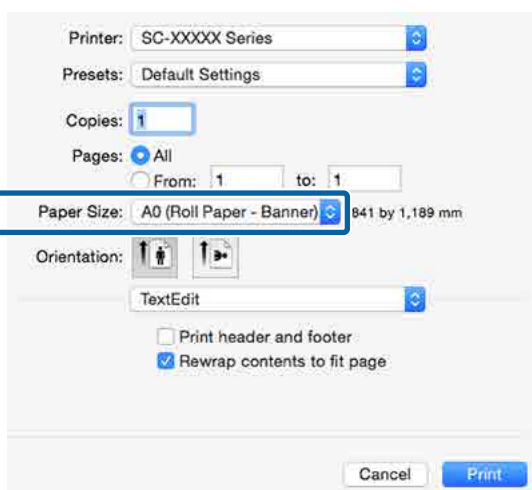 Printer: SC-XXXXX Series
Presets: Default Settings
Copies: 1
Pages: All
From: 1 to: 1
Paper Size: A0 (Roll Paper - Banner) 841 by 1,189 mm
Orientation:
TextEdit
Print header and footer
Rewrap contents to fit page
Cancel Print